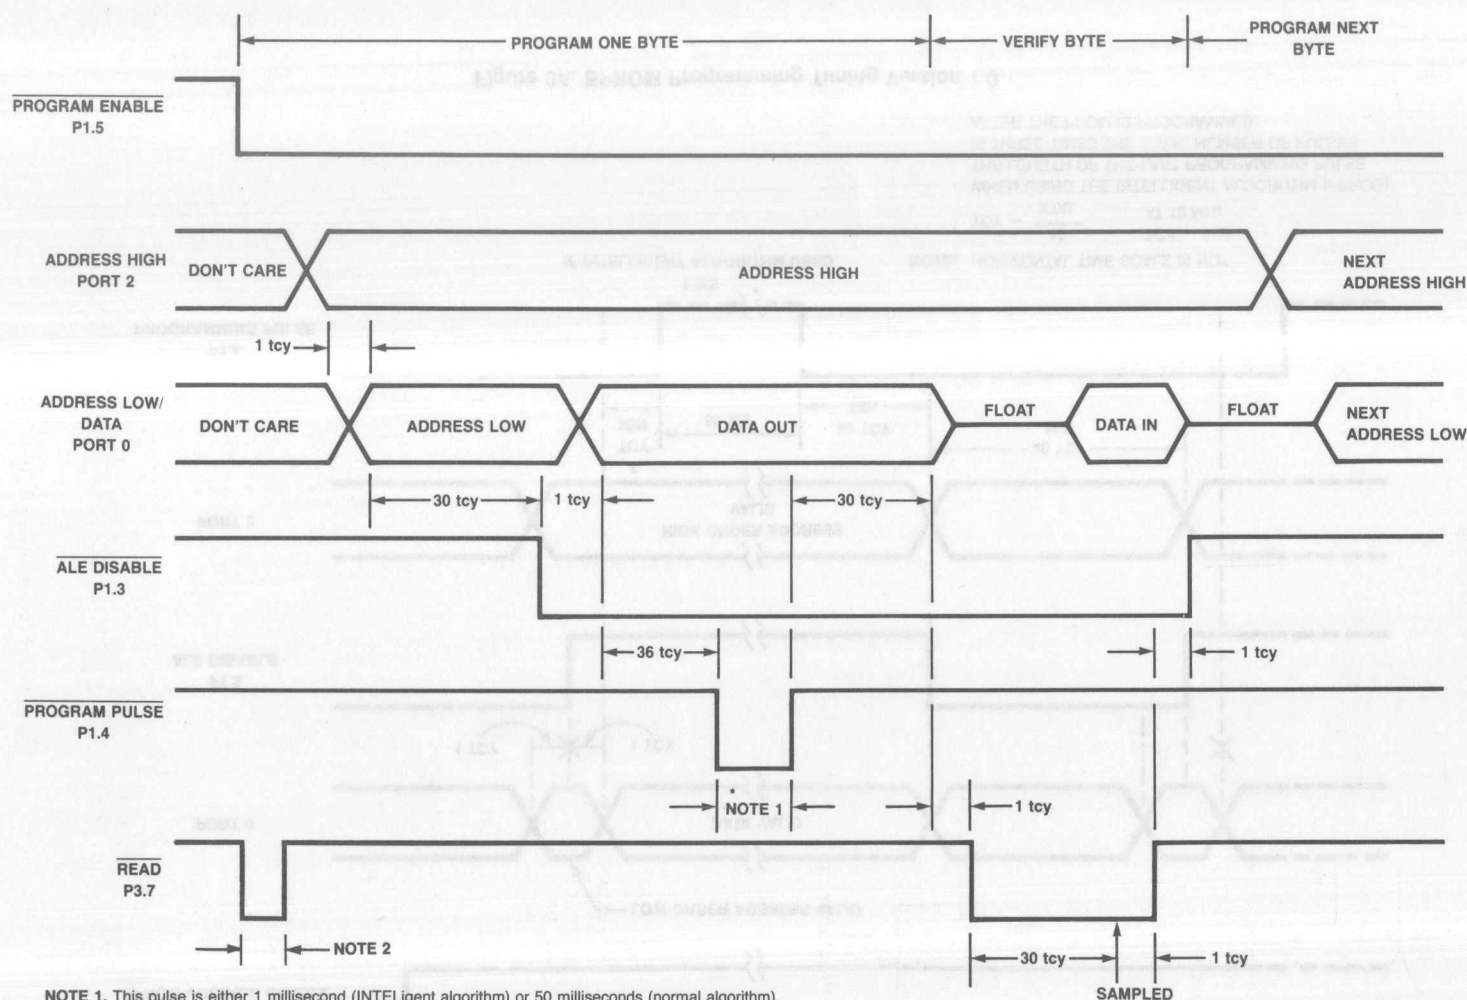 PROGRAM ONE BYTE
VERIFY BYTE
PROGRAM NEXT
BYTE
PROGRAM ENABLE
P1.5
ADDRESS HIGH
PORT 2
DON'T CARE
ADDRESS HIGH
NEXT
ADDRESS HIGH
1 tcy
ADDRESS LOW/
DATA
PORT 0
DON'T CARE
ADDRESS LOW
DATA OUT
FLOAT
DATA IN
FLOAT
NEXT
ADDRESS LOW
30 tcy
1 tcy
30 tcy
ALE DISABLE
P1.3
36 tcy
1 tcy
PROGRAM PULSE
P1.4
*
NOTE 1
1 tcy
READ
P3.7
NOTE 2
30 tcy
1 tcy
SAMPLED
NOTE 1. This pulse is either 1 millisecond (INTELigent algorithm) or 50 milliseconds (normal algorithm).